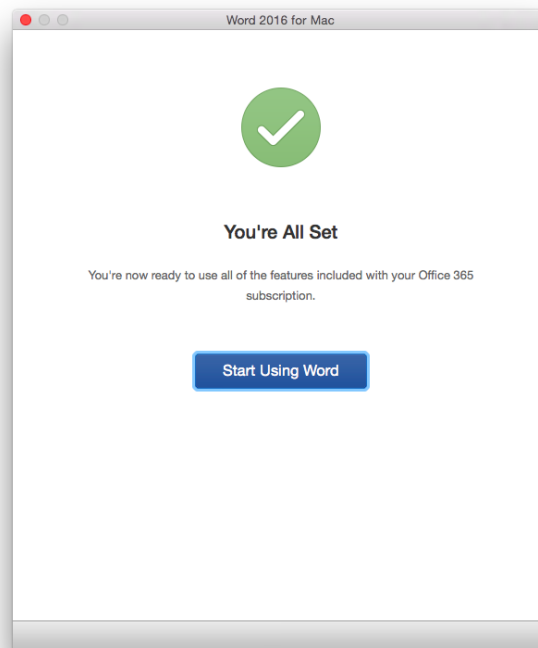 Word 2016 for Mac
You're All Set
You're now ready to use all of the features included with your Office 365
subscription.
Start Using Word